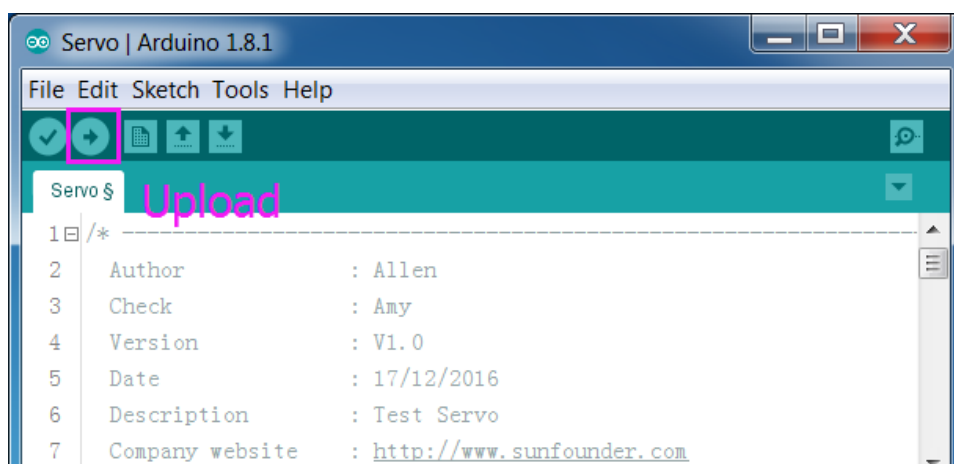 Servo | Arduino 1.8.1
File Edit Sketch Tools Help
Servo §
Upload
1 /* ----------------------------------------------------------------
2 Author : Allen
3 Check : Amy
4 Version : V1.0
5 Date : 17/12/2016
6 Description : Test Servo
7 Company website : http://www.sunfounder.com